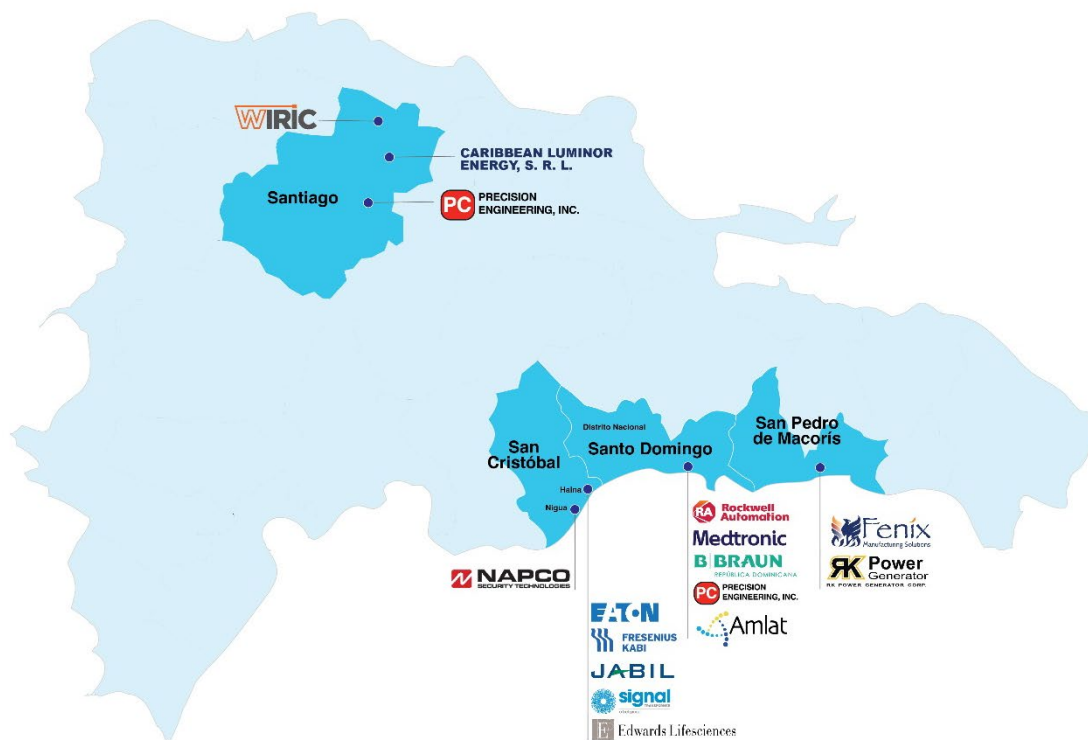 WIRIC
CARIBBEAN LUMINOR
ENERGY, S. R. L.
Santiago
PC PRECISION
ENGINEERING, INC.
Distrito Nacional
San Pedro
de Macorís
San
Cristóbal
Santo Domingo
Haina
Nigua
NAPCO
SECURITY TECHNOLOGIES
RA Rockwell
Automation
Medtronic
B|BRAUN
REPÚBLICA DOMINICANA
PC PRECISION
ENGINEERING, INC.
Amlat
Fenix
Manufacturing Solutions
RK Power
Generator
RK POWER GENERATOR CORP.
EATON
FRESENIUS
KABI
JABIL
signal
TRANSFORMER
E Edwards Lifesciences